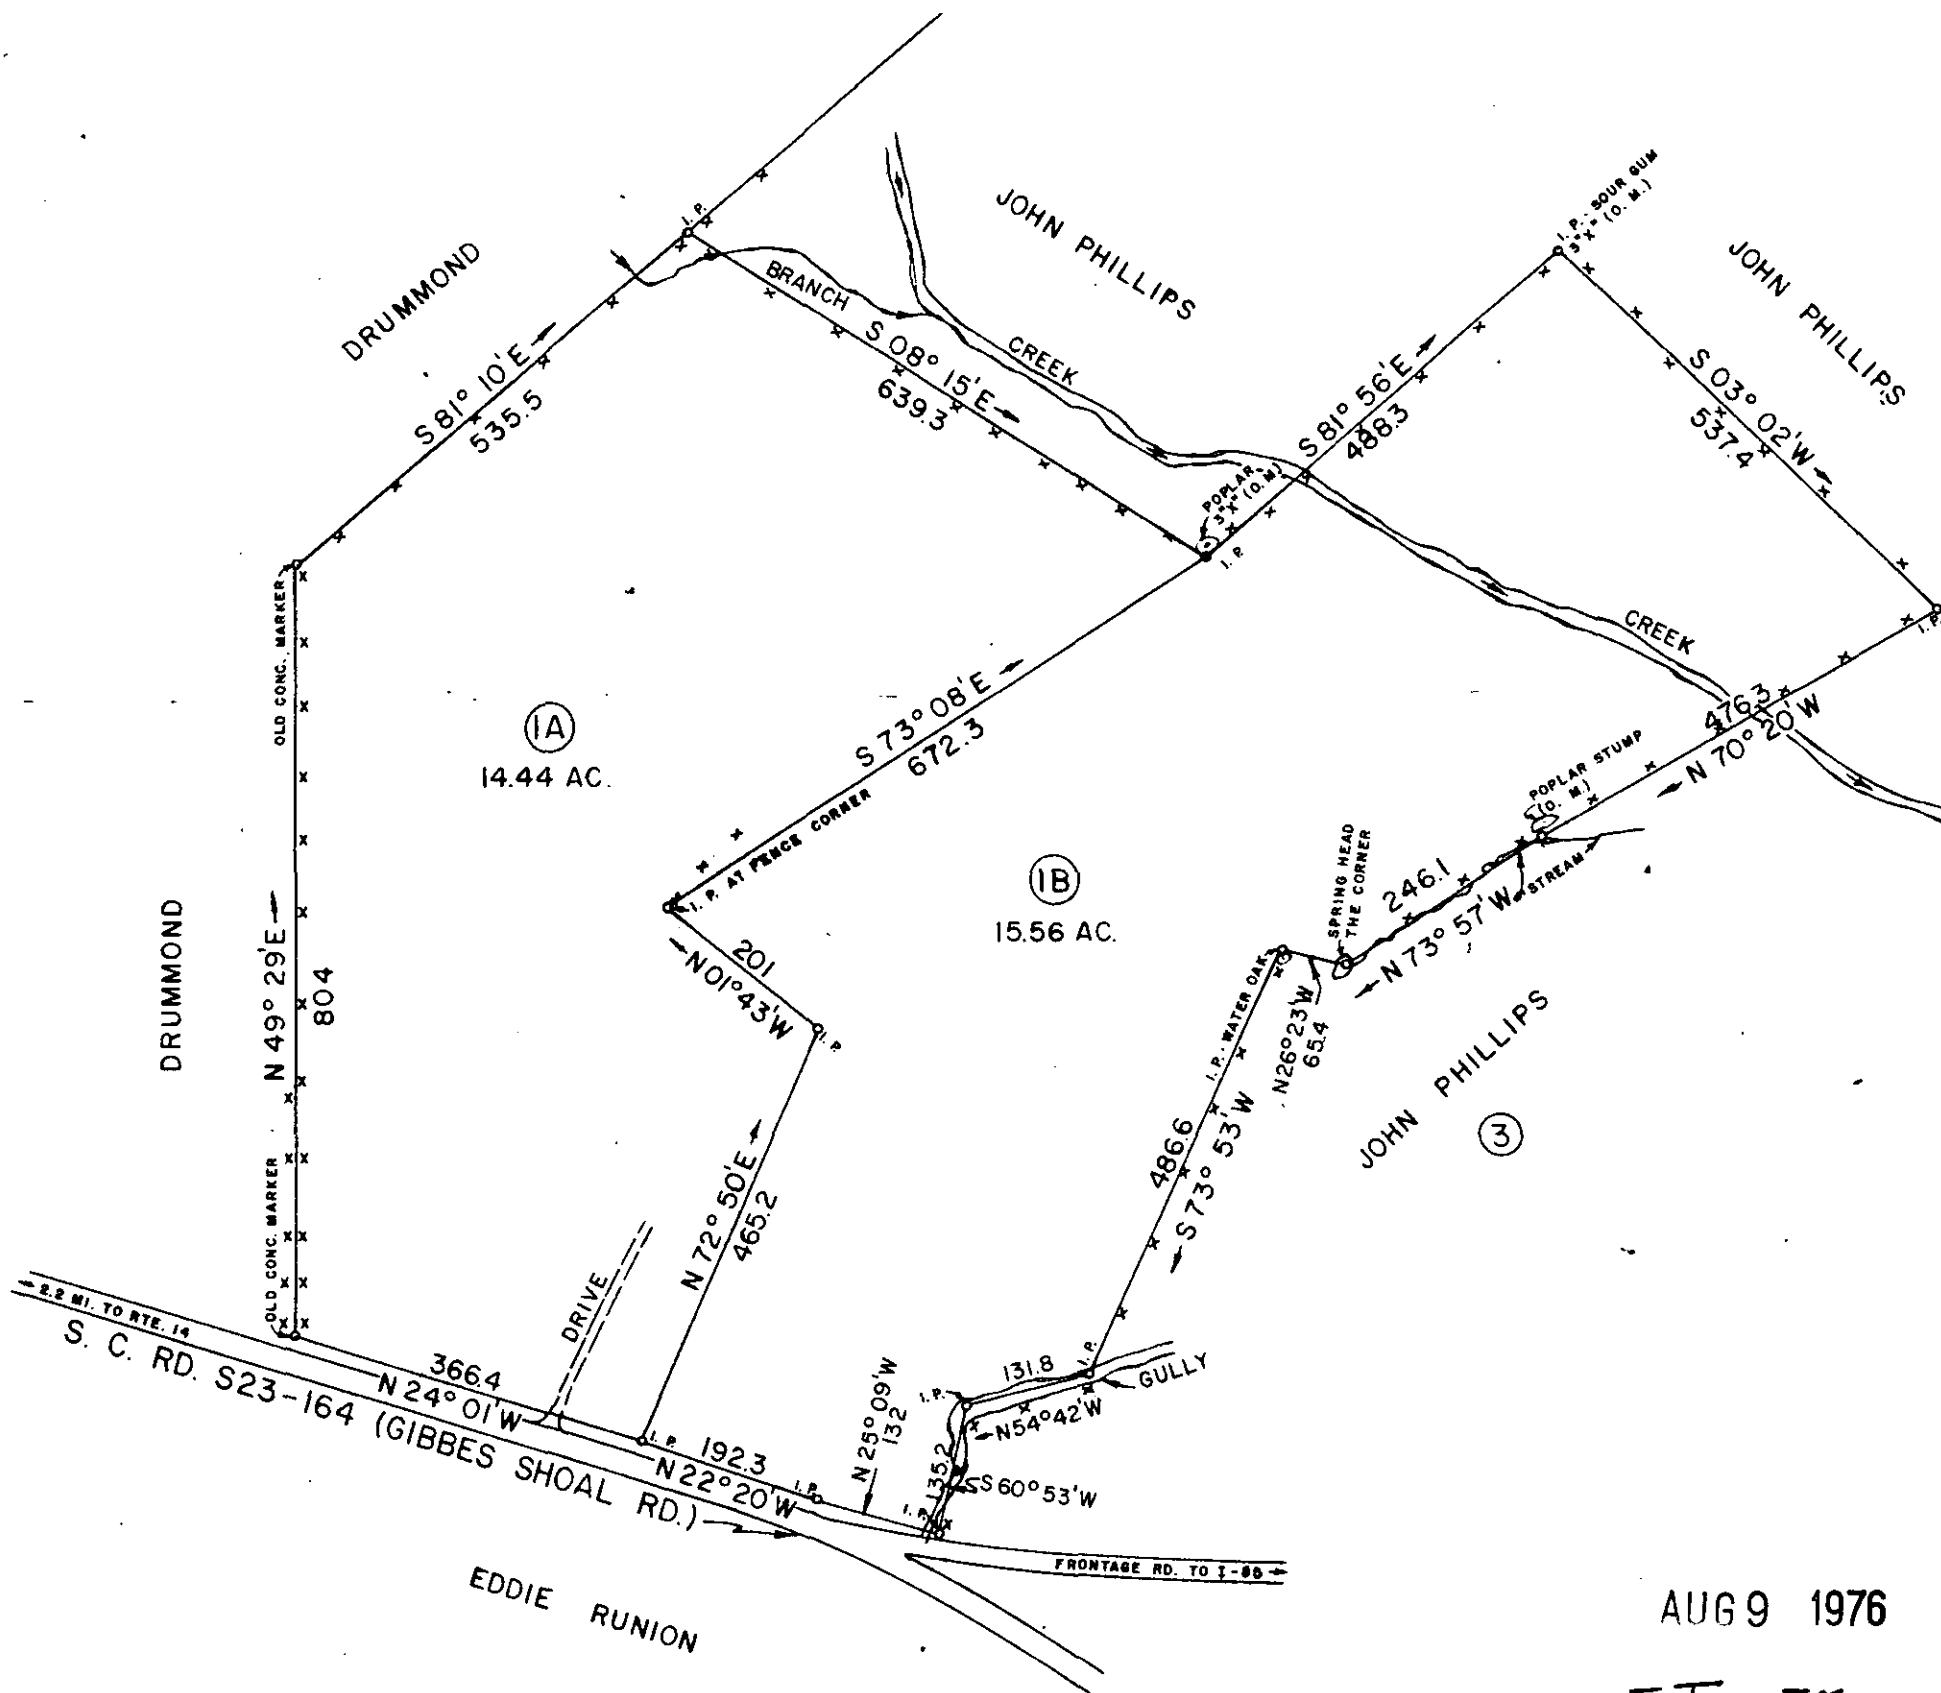 I. P.
DRUMMOND
JOHN PHILLIPS
I. P. - SOUR GUM
3"X" (O. M.)
JOHN PHILLIPS
BRANCH
CREEK
S 81° 10' E
535.5
S 08° 15' E
639.3
S 81° 56' E
488.3
S 03° 02' W
537.4
POPLAR
3"X" (O. M.)
I. P.
OLD CONC. MARKER
CREEK
I. P.
1A
14.44 AC.
S 73° 08' E
672.3
I. P. AT FENCE CORNER
476.3
N 70° 20' W
POPLAR STUMP
(O. M.)
1B
15.56 AC.
SPRING HEAD
THE CORNER
246.1
N 73° 57' W
STREAM
DRUMMOND
N 49° 29' E
804
201
N 01° 43' W
I. P.
I. P. - WATER OAK
N 26° 23' W
65.4
JOHN PHILLIPS
3
486.6
S 73° 53' W
N 72° 50' E
465.2
OLD CONC. MARKER
DRIVE
2.2 MI. TO RTE. 14
S. C. RD. S23-164 (GIBBES SHOAL RD.)
366.4
N 24° 01' W
I. P.
192.3
N 22° 20' W
I. P.
N 25° 09' W
132
I. P.
131.8
I. P.
GULLY
N 54° 42' W
135.2
S 60° 53' W
I. P.
FRONTAGE RD. TO I-85
EDDIE RUNION
AUG 9 1976